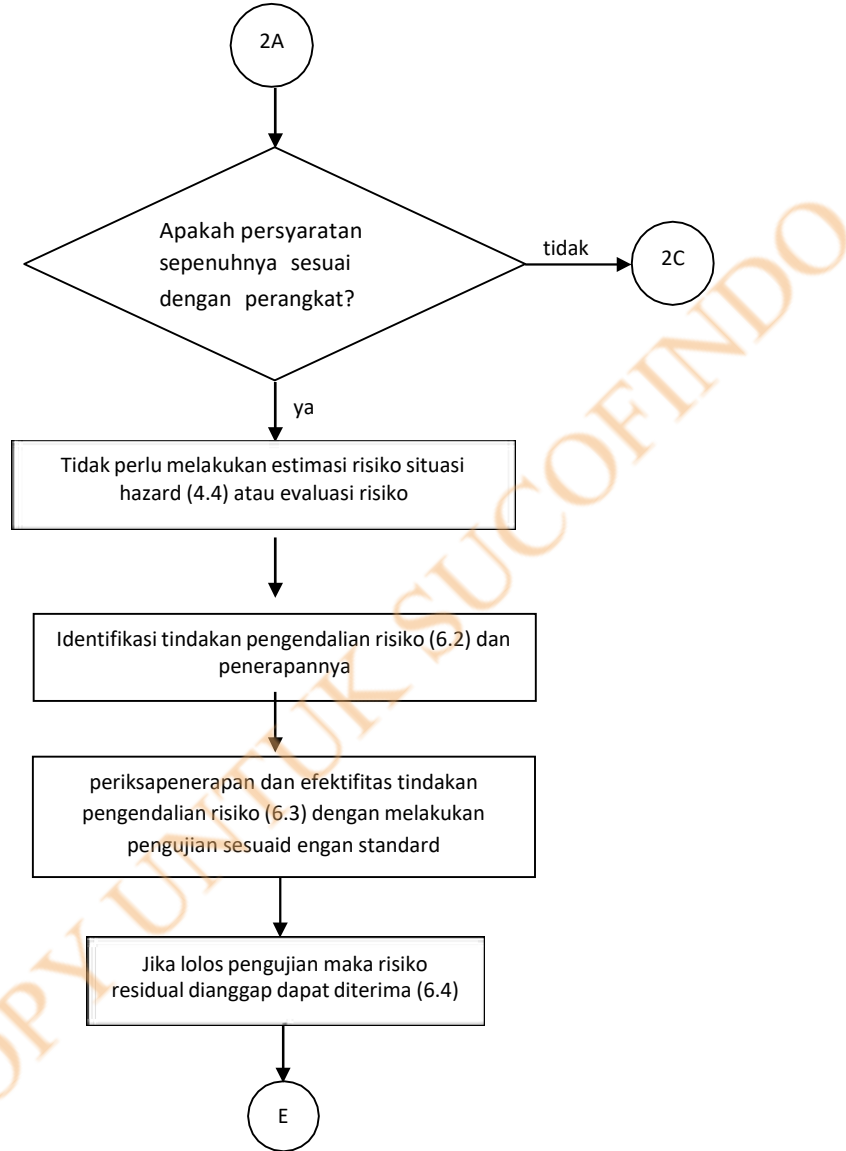 2A
Apakah persyaratan
sepenuhnya sesuai
dengan perangkat?
tidak
2C
ya
Tidak perlu melakukan estimasi risiko situasi
hazard (4.4) atau evaluasi risiko
Identifikasi tindakan pengendalian risiko (6.2) dan
penerapannya
periksapenerapan dan efektifitas tindakan
pengendalian risiko (6.3) dengan melakukan
pengujian sesuaid engan standard
Jika lolos pengujian maka risiko
residual dianggap dapat diterima (6.4)
E
OPY UNTUK SUCOFINDO